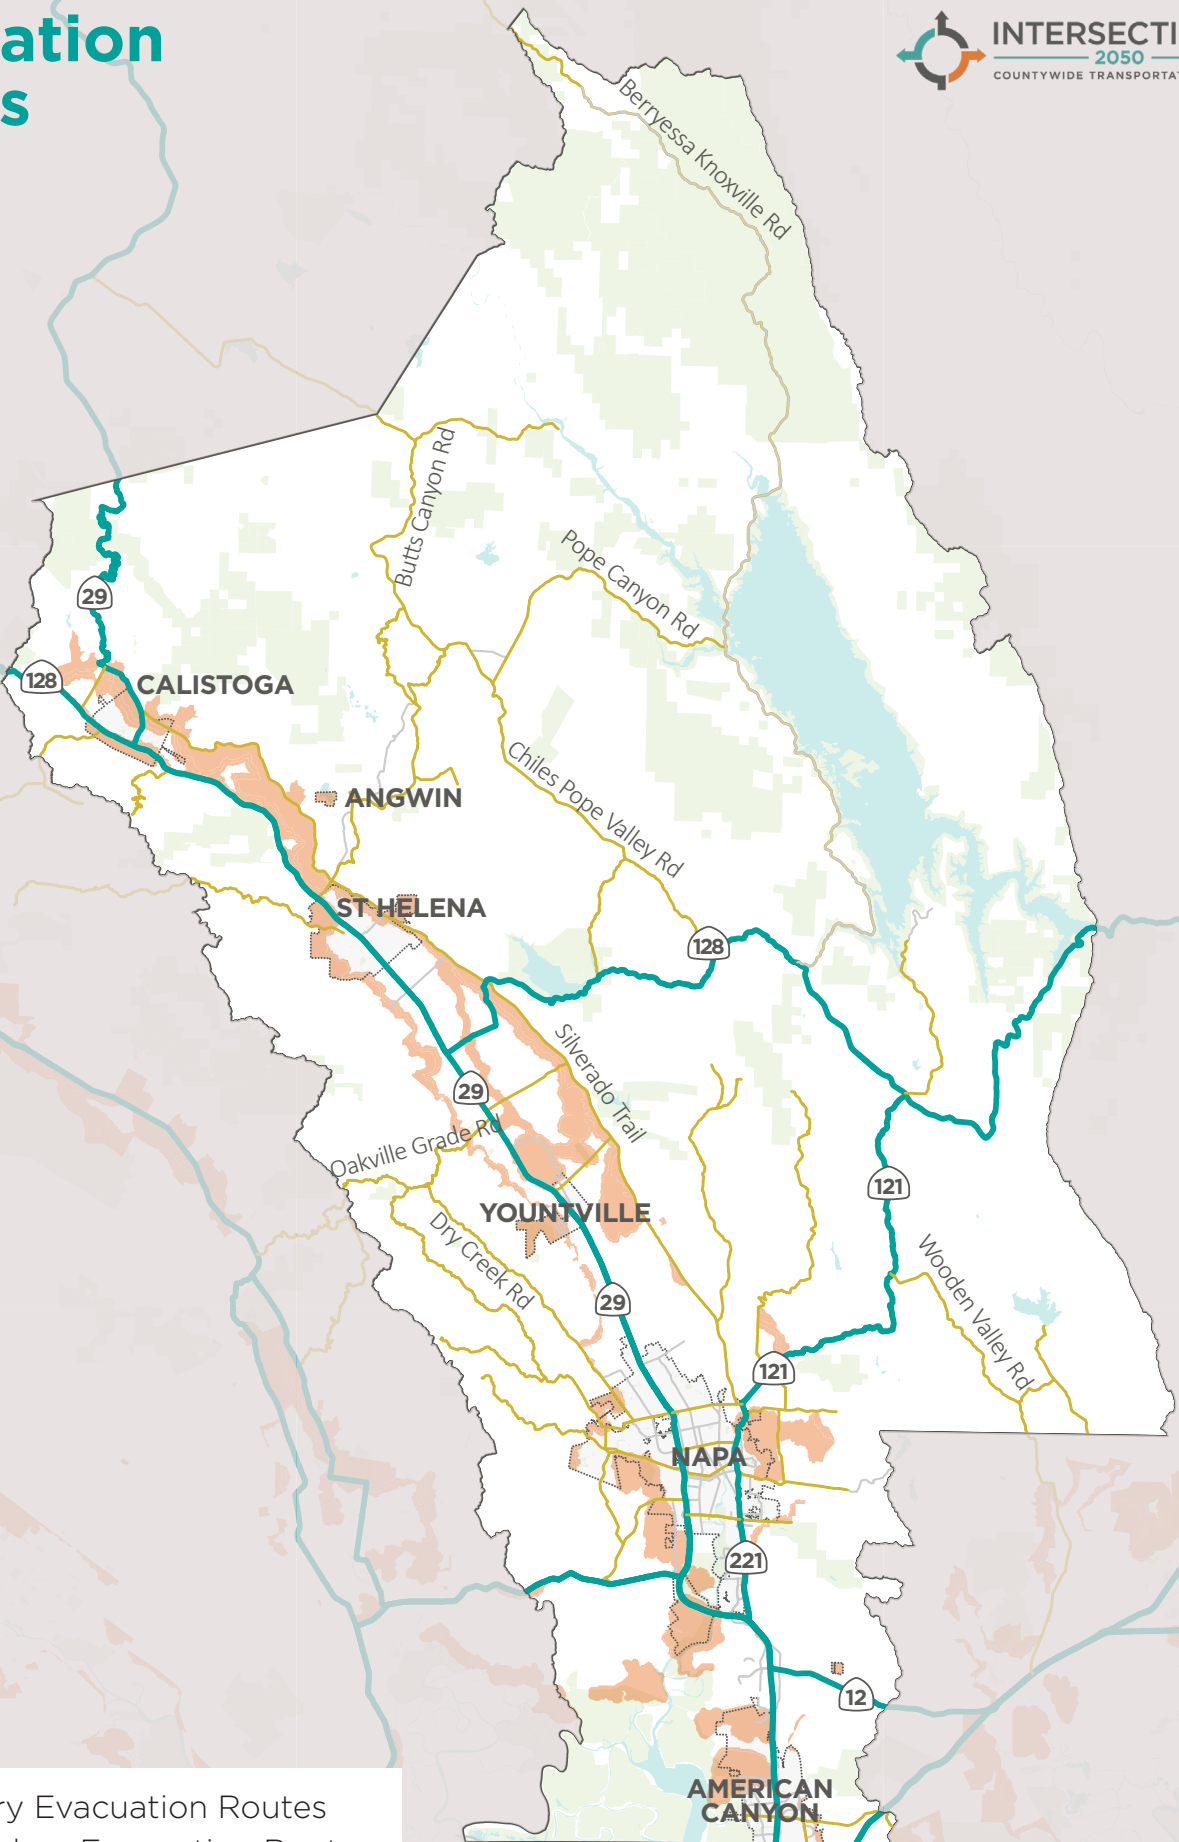 ation
s
INTERSECTI
2050
COUNTYWIDE TRANSPORTA
Berryessa Knoxville Rd
Butts Canyon Rd
Pope Canyon Rd
29
128
CALISTOGA
Chiles Pope Valley Rd
ANGWIN
ST HELENA
128
Silverado Trail
29
Oakville Grade Rd
121
YOUNTVILLE
Dry Creek Rd
Wooden Valley Rd
29
121
NAPA
221
12
AMERICAN
CANYON
ry Evacuation Routes